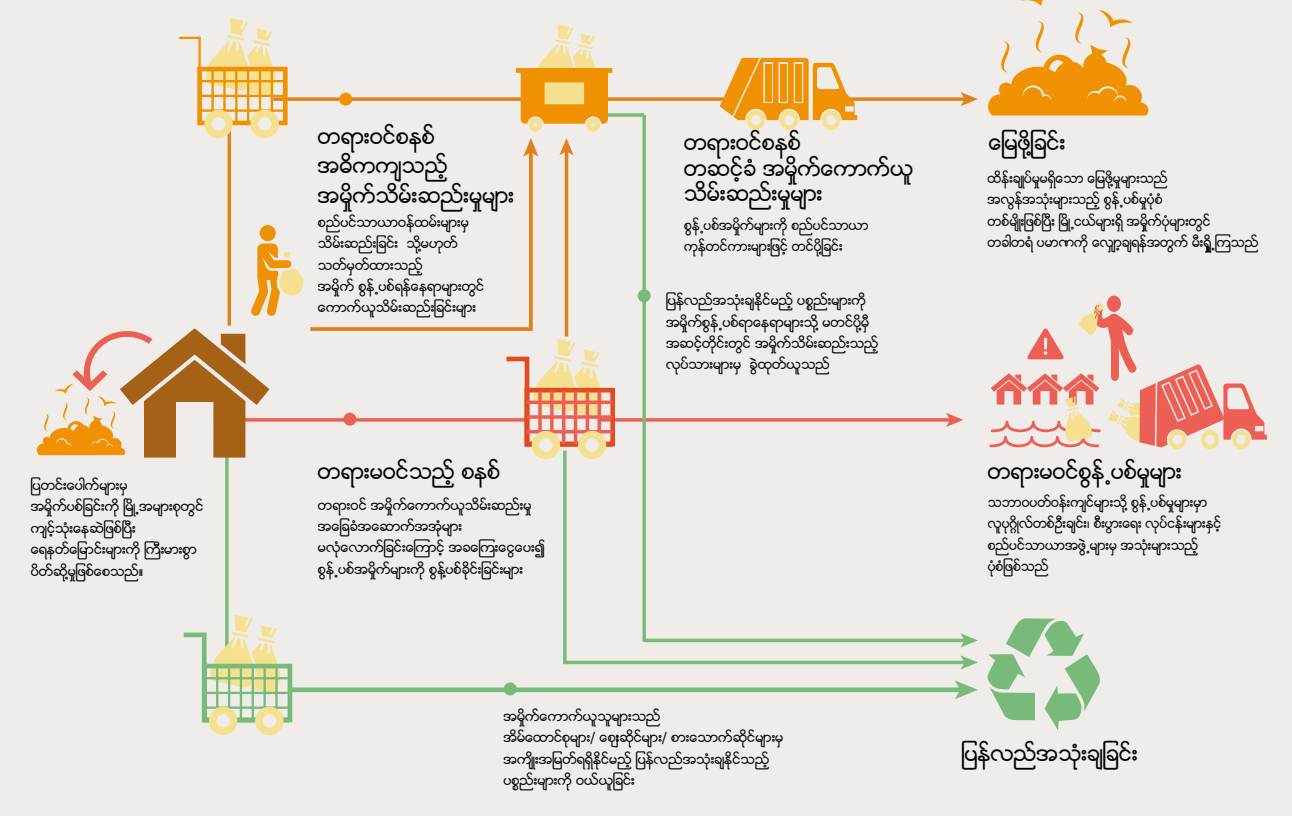 တရားဝင်စနစ်
အဓိကကျသည့်
အမှိုက်သိမ်းဆည်းမှုများ
စည်ပင်သာယာဝန်ထမ်းများမှ
သိမ်းဆည်းခြင်း သို့မဟုတ်
သတ်မှတ်ထားသည့်
အမှိုက် စွန့်ပစ်ရန်နေရာများတွင်
ကောက်ယူသိမ်းဆည်းခြင်းများ
တရားဝင်စနစ်
တဆင့်ခံ အမှိုက်ကောက်ယူ
သိမ်းဆည်းမှုများ
စွန့်ပစ်အမှိုက်များကို စည်ပင်သာယာ
ကုန်တင်ကားများဖြင့် တင်ပို့ခြင်း
မြေဖို့ခြင်း
ထိန်းချုပ်မှုမရှိသော မြေဖို့မှုများသည်
အလွန်အသုံးများသည့် စွန့်ပစ်မှုပုံစံ
တစ်မျိုးဖြစ်ပြီး မြို့ငယ်များရှိ အမှိုက်ပုံများတွင်
တခါတရံ ပမာဏကို လျှော့ချရန်အတွက် မီးရှို့ကြသည်
ပြန်လည်အသုံးချနိုင်မည့် ပစ္စည်းများကို
အမှိုက်စွန့်ပစ်ရာနေရာများသို့ မတင်ပို့မှီ
အဆင့်တိုင်းတွင် အမှိုက်သိမ်းဆည်းသည့်
လုပ်သားများမှ ခွဲထုတ်ယူသည်
ပြတင်းပေါက်များမှ
အမှိုက်ပစ်ခြင်းကို မြို့အများစုတွင်
ကျင့်သုံးနေဆဲဖြစ်ပြီး
ရေနုတ်မြောင်းများကို ကြီးမားစွာ
ပိတ်ဆို့မှုဖြစ်စေသည်။
တရားမဝင်သည့် စနစ်
တရားဝင် အမှိုက်ကောက်ယူသိမ်းဆည်းမှု
အခြေခံအဆောက်အအုံများ
မလုံလောက်ခြင်းကြောင့် အခကြေးငွေပေး၍
စွန့်ပစ်အမှိုက်များကို စွန့်ပစ်ခိုင်းခြင်းများ
တရားမဝင်စွန့်ပစ်မှုများ
သဘာဝပတ်ဝန်းကျင်များသို့ စွန့်ပစ်မှုများမှာ
လူပုဂ္ဂိုလ်တစ်ဦးချင်း၊ စီးပွားရေး လုပ်ငန်းများနှင့်
စည်ပင်သာယာအဖွဲ့များမှ အသုံးများသည့်
ပုံစံဖြစ်သည်
အမှိုက်ကောက်ယူသူများသည်
အိမ်ထောင်စုများ/ ဈေးဆိုင်များ/ စားသောက်ဆိုင်များမှ
အကျိုးအမြတ်ရရှိနိုင်မည့် ပြန်လည်အသုံးချနိုင်သည့်
ပစ္စည်းများကို ဝယ်ယူခြင်း
ပြန်လည်အသုံးချခြင်း